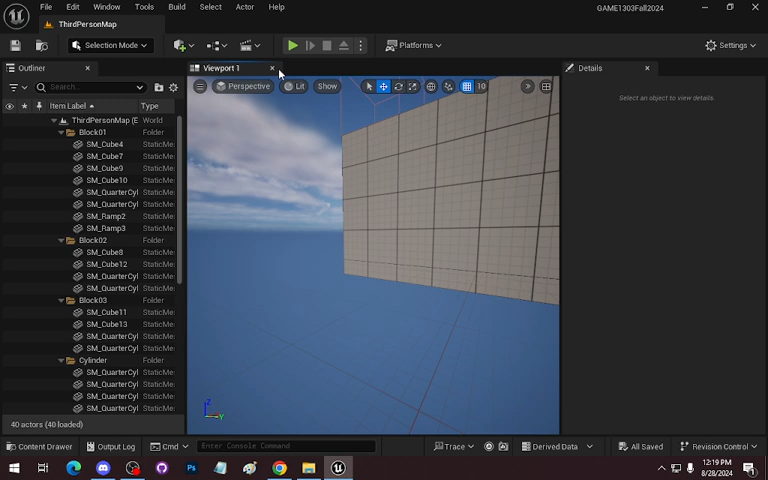 File Edit Window Tools Build Select Actor Help
GAME1303Fall2024
ThirdPersonMap
Selection Mode
Platforms
Settings
Outliner
Viewport 1
Details
Search...
Perspective Lit Show 10
Item Label Type
Select an object to view details.
ThirdPersonMap (E World
Block01 Folder
SM_Cube4 StaticMe
SM_Cube7 StaticMe
SM_Cube9 StaticMe
SM_Cube10 StaticMe
SM_QuarterCyl StaticMe
SM_QuarterCyl StaticMe
SM_Ramp2 StaticMe
SM_Ramp3 StaticMe
Block02 Folder
SM_Cube8 StaticMe
SM_Cube12 StaticMe
SM_QuarterCyl StaticMe
SM_QuarterCyl StaticMe
Block03 Folder
SM_Cube11 StaticMe
SM_Cube13 StaticMe
SM_QuarterCyl StaticMe
SM_QuarterCyl StaticMe
Cylinder Folder
SM_QuarterCyl StaticMe
SM_QuarterCyl StaticMe
SM_QuarterCyl StaticMe
SM_QuarterCyl StaticMe
40 actors (40 loaded)
Z
Y
Content Drawer Output Log Cmd Enter Console Command Trace Derived Data All Saved Revision Control
Ps
12:19 PM
8/28/2024
1